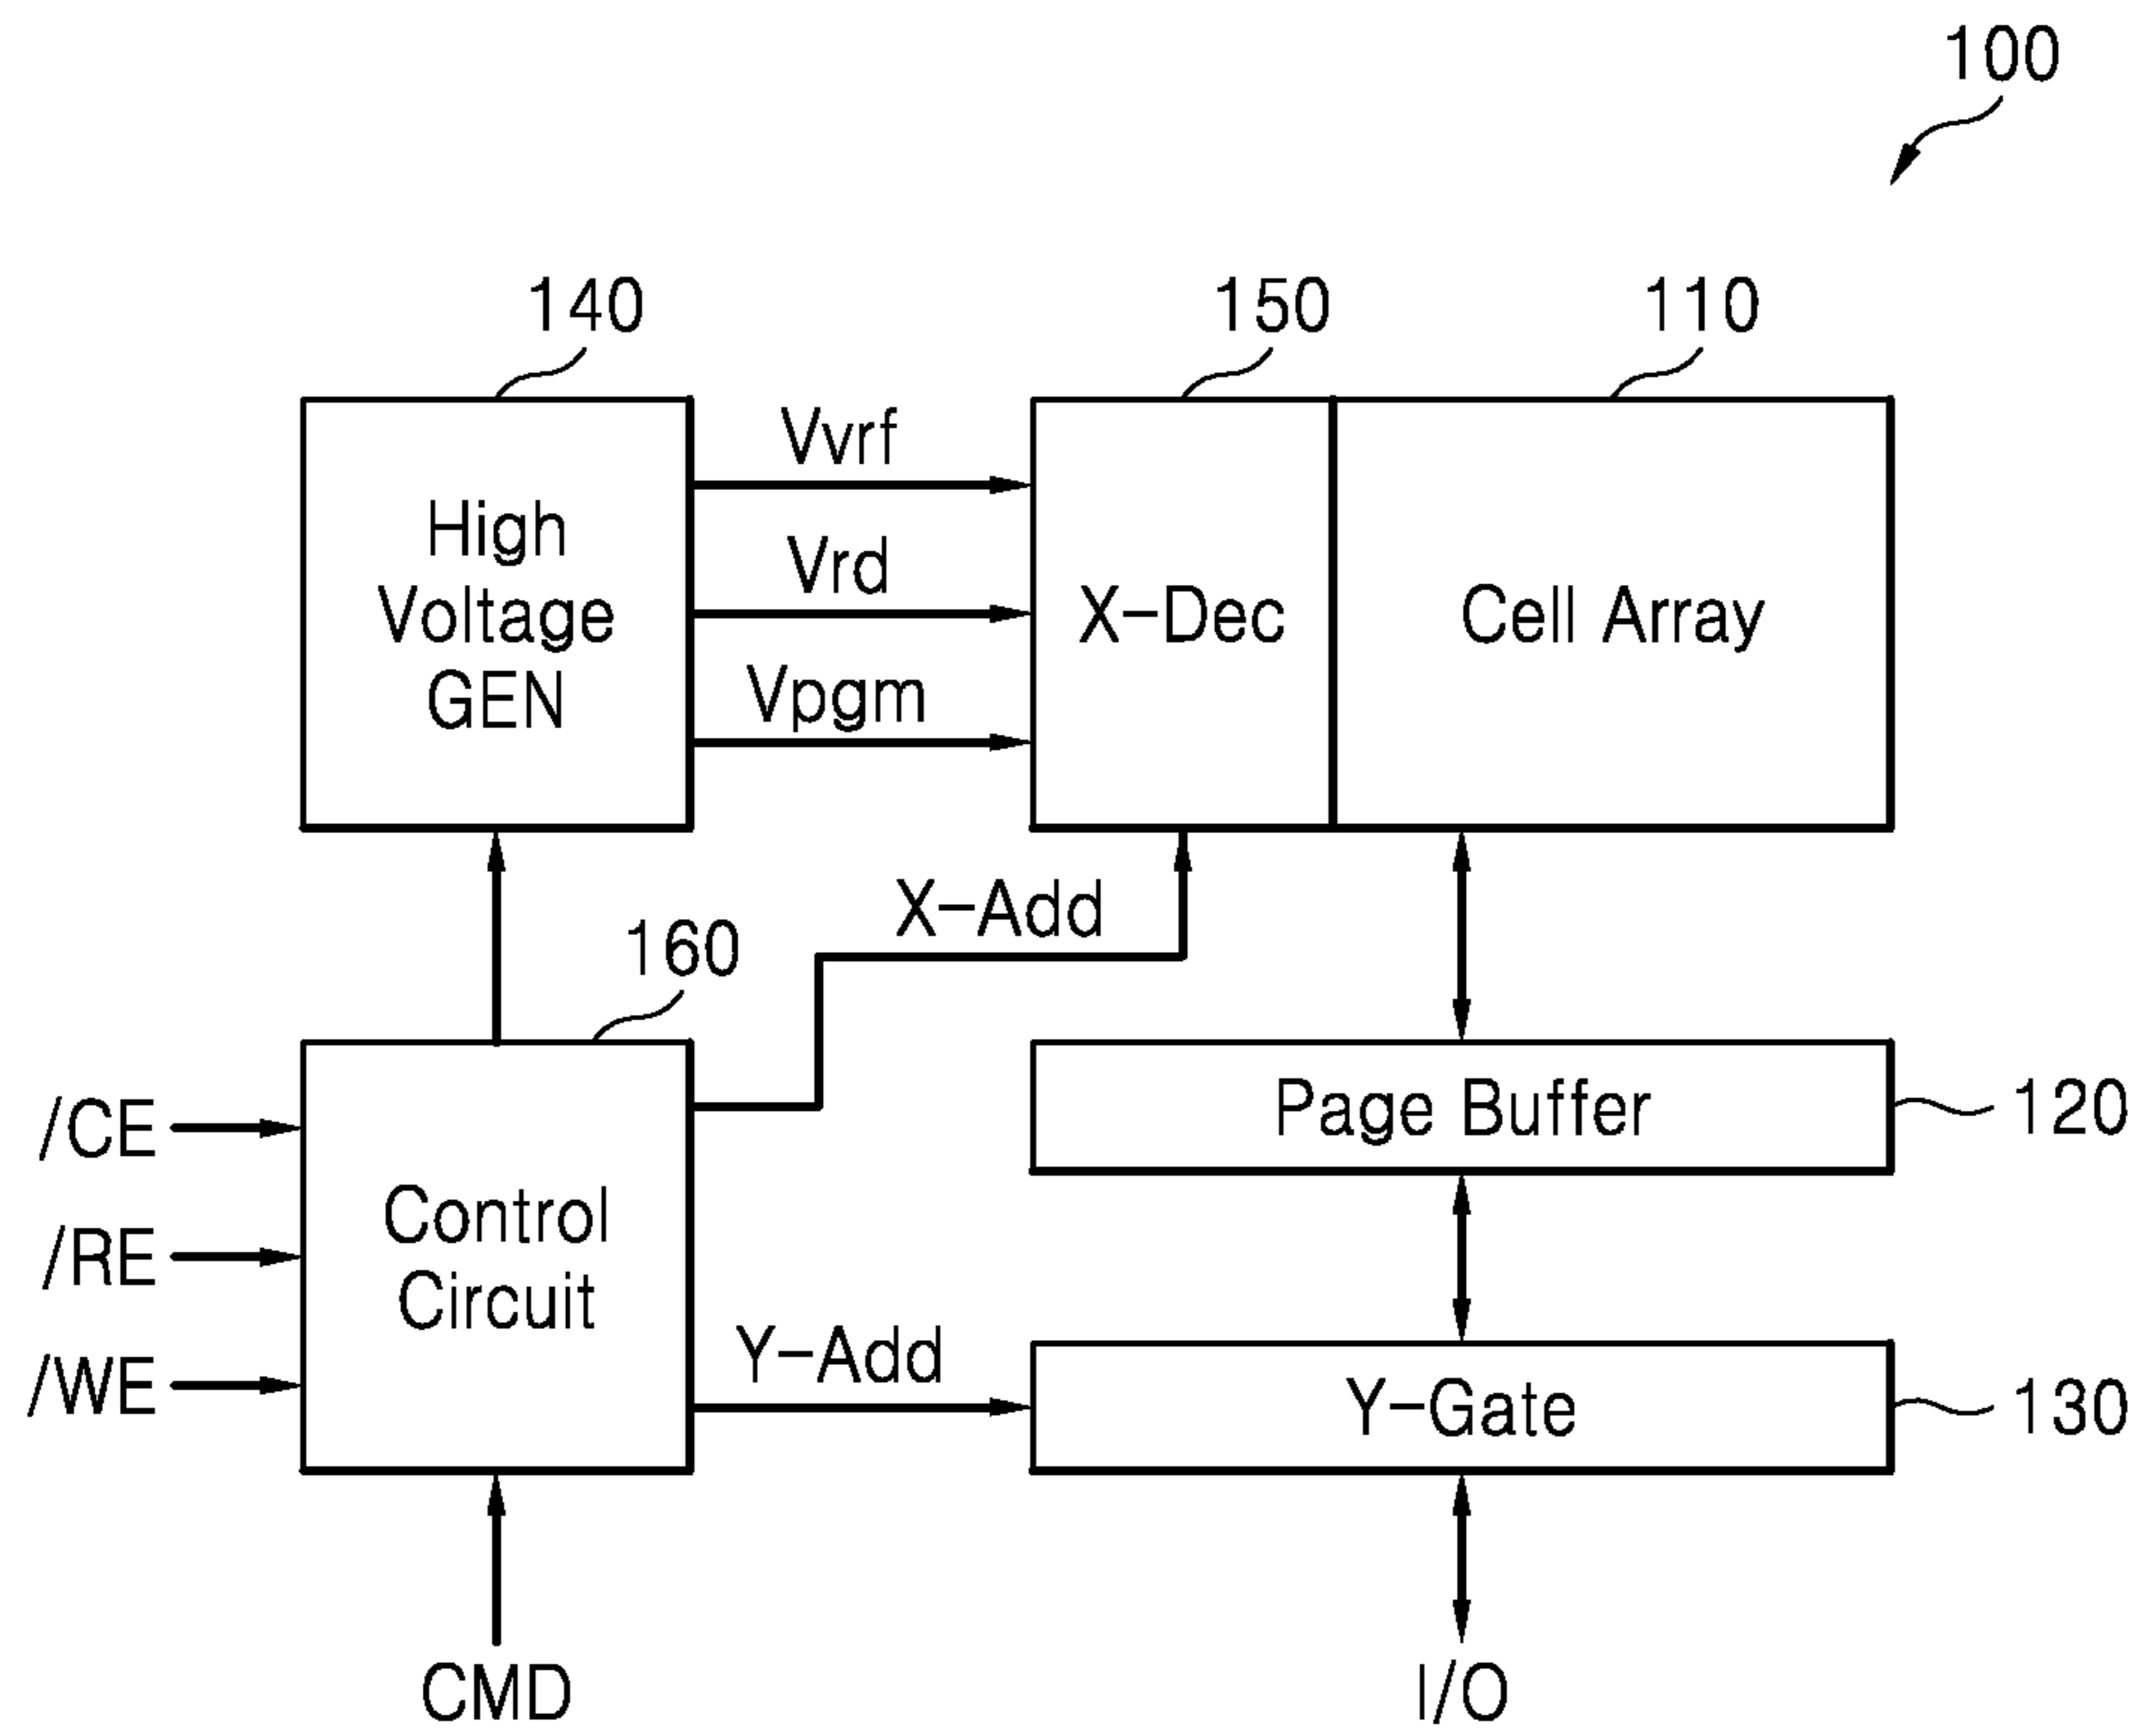 100
140
150
110
Vvrf
High
Voltage
GEN
Vrd
X-Dec
Cell Array
Vpgm
X-Add
160
/CE
Page Buffer
120
Control
Circuit
/RE
Y-Add
/WE
Y-Gate
130
CMD
I/O